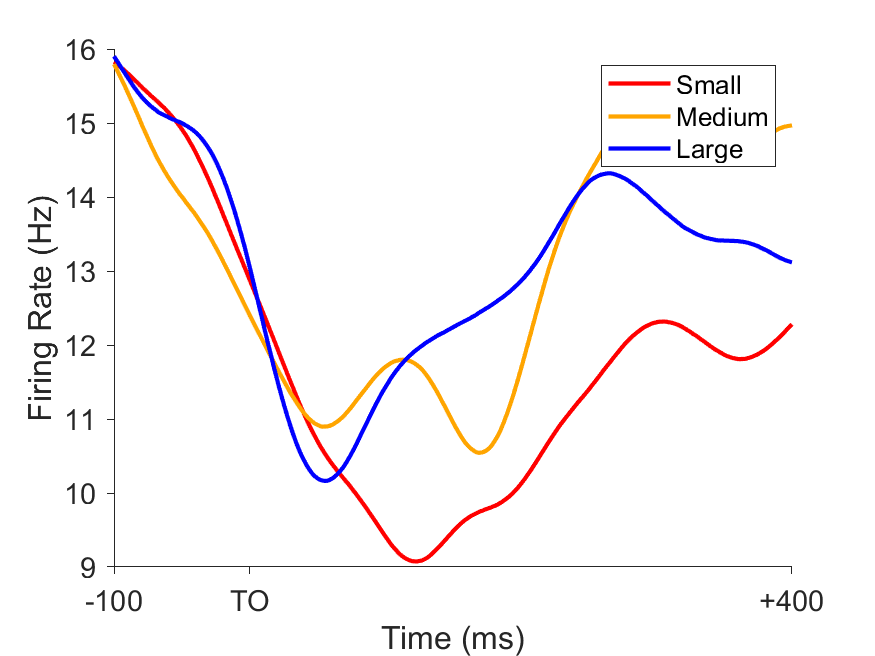 16
15
14
13
12
11
10
9
Firing Rate (Hz)
Small
Medium
Large
-100 TO +400
Time (ms)